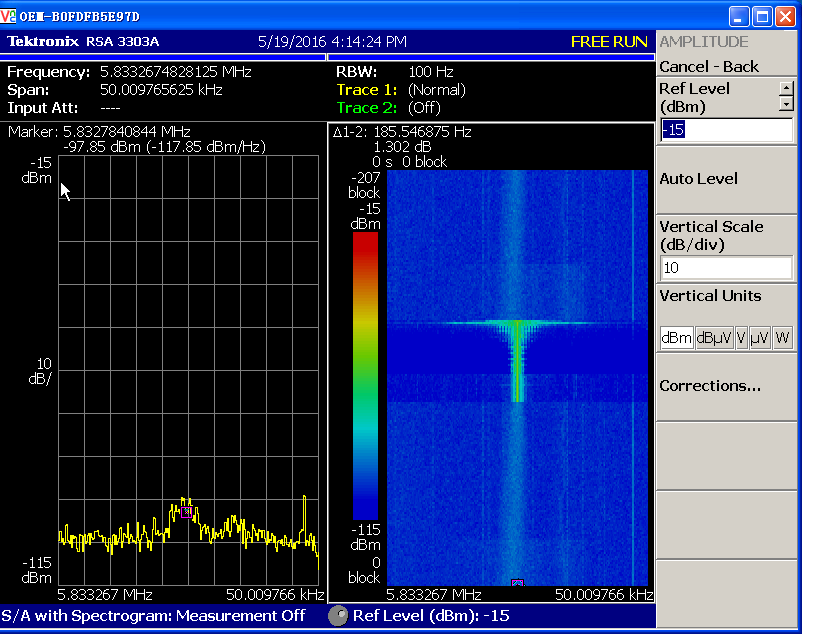 OEM-B0FDFB5E97D
Tektronix RSA 3303A 5/19/2016 4:14:24 PM FREE RUN
Frequency: 5.8332674828125 MHz
Span: 50.009765625 kHz
Input Att: ----
RBW: 100 Hz
Trace 1: (Normal)
Trace 2: (Off)
Marker: 5.8327840844 MHz
-97.85 dBm (-117.85 dBm/Hz)
-15
dBm
10
dB/
-115
dBm
5.833267 MHz 50.009766 kHz
Δ1-2: 185.546875 Hz
1.302 dB
0 s 0 block
-207
block
-15
dBm
-115
dBm
0
block
5.833267 MHz 50.009766 kHz
AMPLITUDE
Cancel - Back
Ref Level
(dBm)
-15
Auto Level
Vertical Scale
(dB/div)
10
Vertical Units
dBm dBµV V µV W
Corrections...
S/A with Spectrogram: Measurement Off Ref Level (dBm): -15